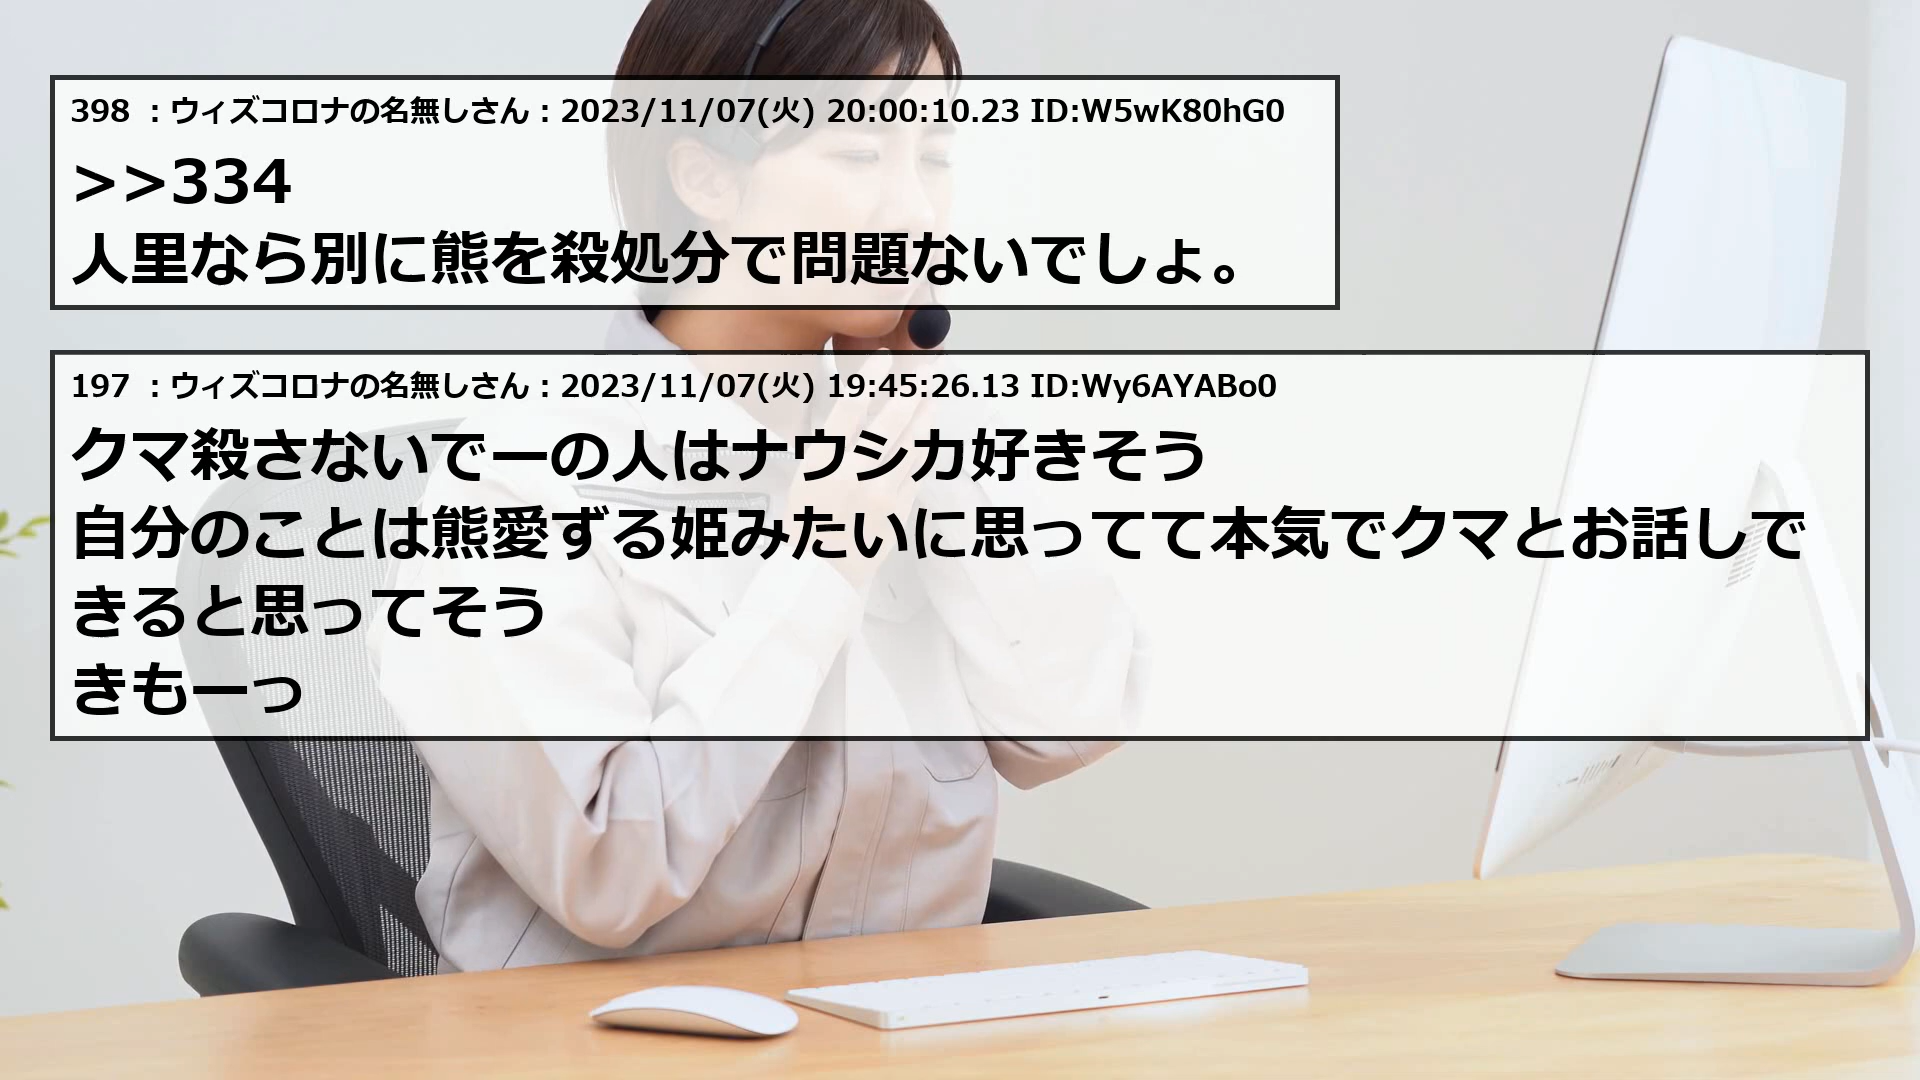 398 ：ウィズコロナの名無しさん：2023/11/07(火) 20:00:10.23 ID:W5wK80hG0
>>334
人里なら別に熊を殺処分で問題ないでしょ。
197 ：ウィズコロナの名無しさん：2023/11/07(火) 19:45:26.13 ID:Wy6AYABo0
クマ殺さないでーの人はナウシカ好きそう
自分のことは熊愛ずる姫みたいに思ってて本気でクマとお話しで
きると思ってそう
きもーっ